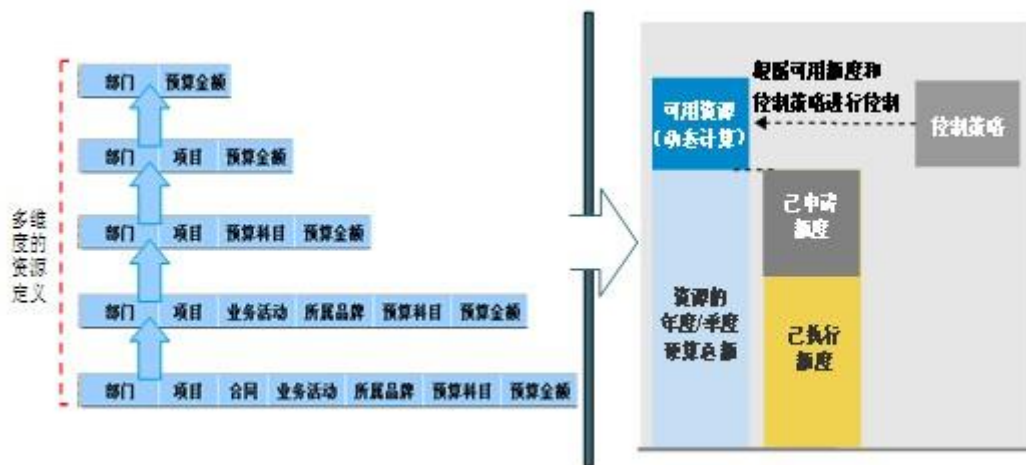 多维
度的
资源
定义
部门 预算金额
部门 项目 预算金额
部门 项目 预算科目 预算金额
部门 项目 业务活动 所属品牌 预算科目 预算金额
部门 项目 合同 业务活动 所属品牌 预算科目 预算金额
根据可用额度和
控制策略进行控制
可用资源
(动态计算)
控制策略
已申请
额度
资源的
年度/季度
预算总额
已执行
额度